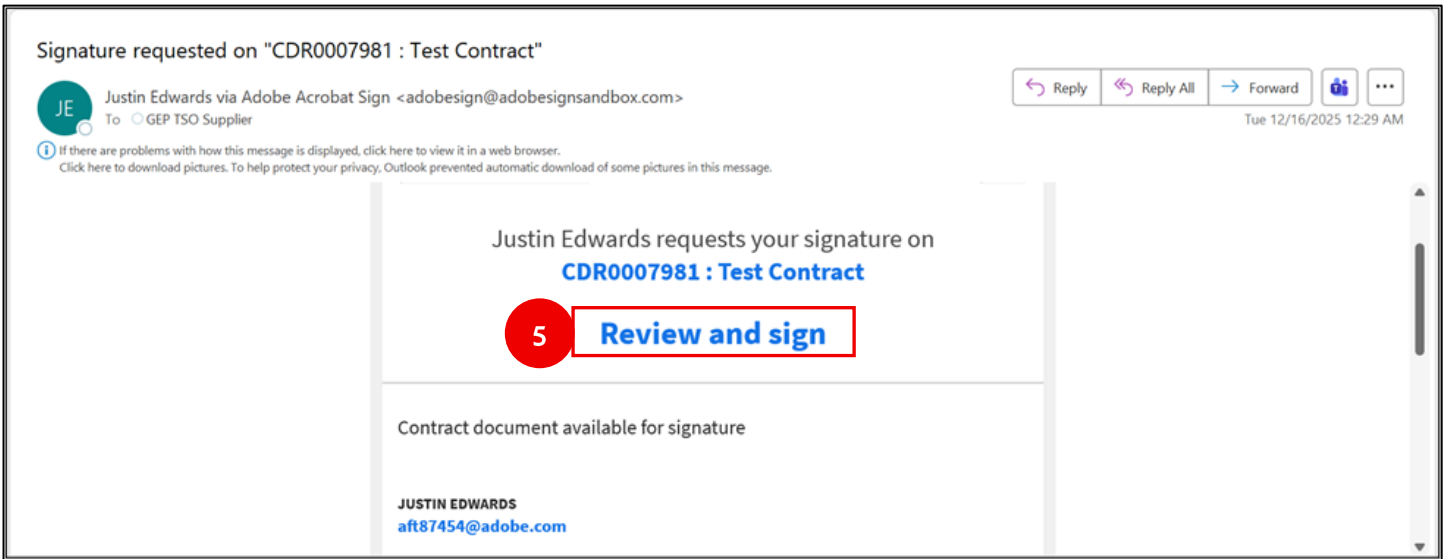 Signature requested on "CDR0007981 : Test Contract"
JE
Justin Edwards via Adobe Acrobat Sign <adobesign@adobesignsandbox.com>
To GEP TSO Supplier
Reply
Reply All
Forward
Tue 12/16/2025 12:29 AM
If there are problems with how this message is displayed, click here to view it in a web browser.
Click here to download pictures. To help protect your privacy, Outlook prevented automatic download of some pictures in this message.
Justin Edwards requests your signature on
CDR0007981 : Test Contract
5
Review and sign
Contract document available for signature
JUSTIN EDWARDS
aft87454@adobe.com